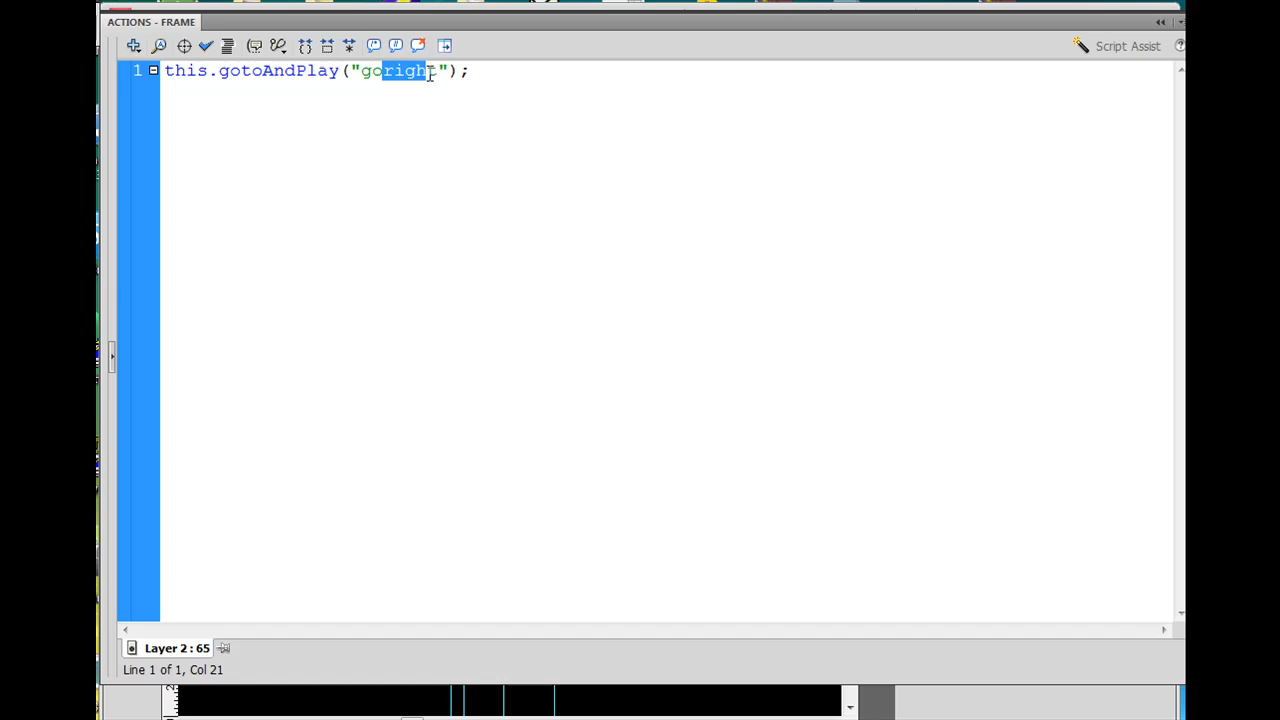 ACTIONS - FRAME
Script Assist
1 this.gotoAndPlay("goright");
Layer 2 : 65
Line 1 of 1, Col 21